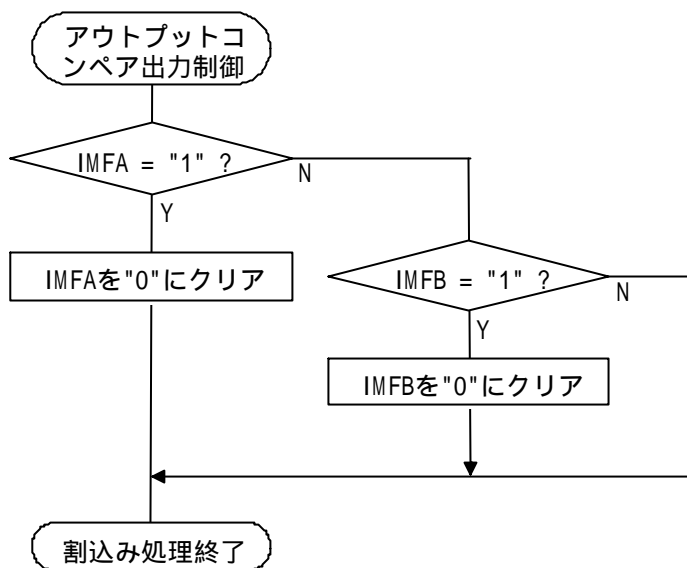 アウトプットコ
ンペア出力制御
IMFA = "1" ?
N
Y
IMFAを"0"にクリア
IMFB = "1" ?
N
Y
IMFBを"0"にクリア
割込み処理終了